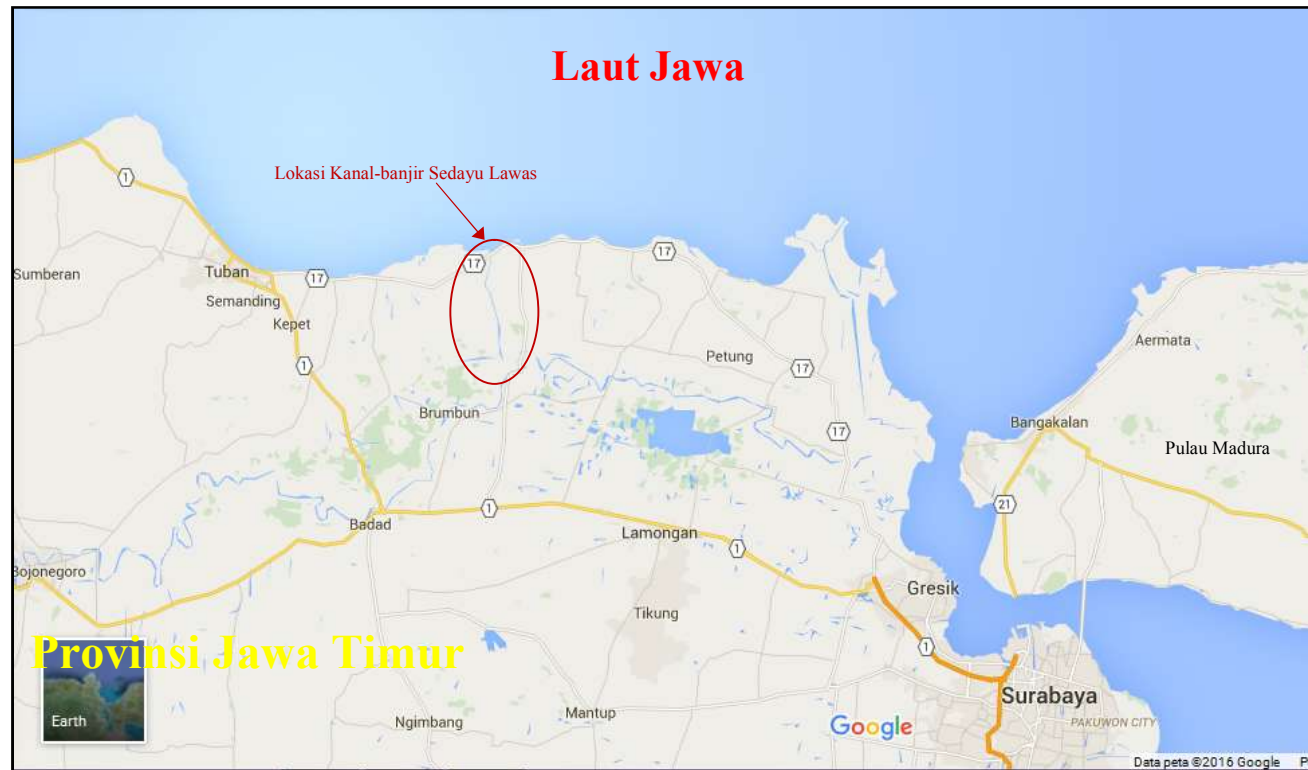 Laut Jawa
1
Lokasi Kanal-banjir Sedayu Lawas
17
17
17
Sumberan
Tuban
Semanding
Kepet
1
Petung
17
Aermata
Brumbun
17
Bangakalan
Pulau Madura
21
1
Badad
Lamongan
1
Bojonegoro
Gresik
Tikung
1
Provinsi Jawa Timur
Surabaya
Earth
Ngimbang
Mantup
Google
PAKUWON CITY
Data peta ©2016 Google